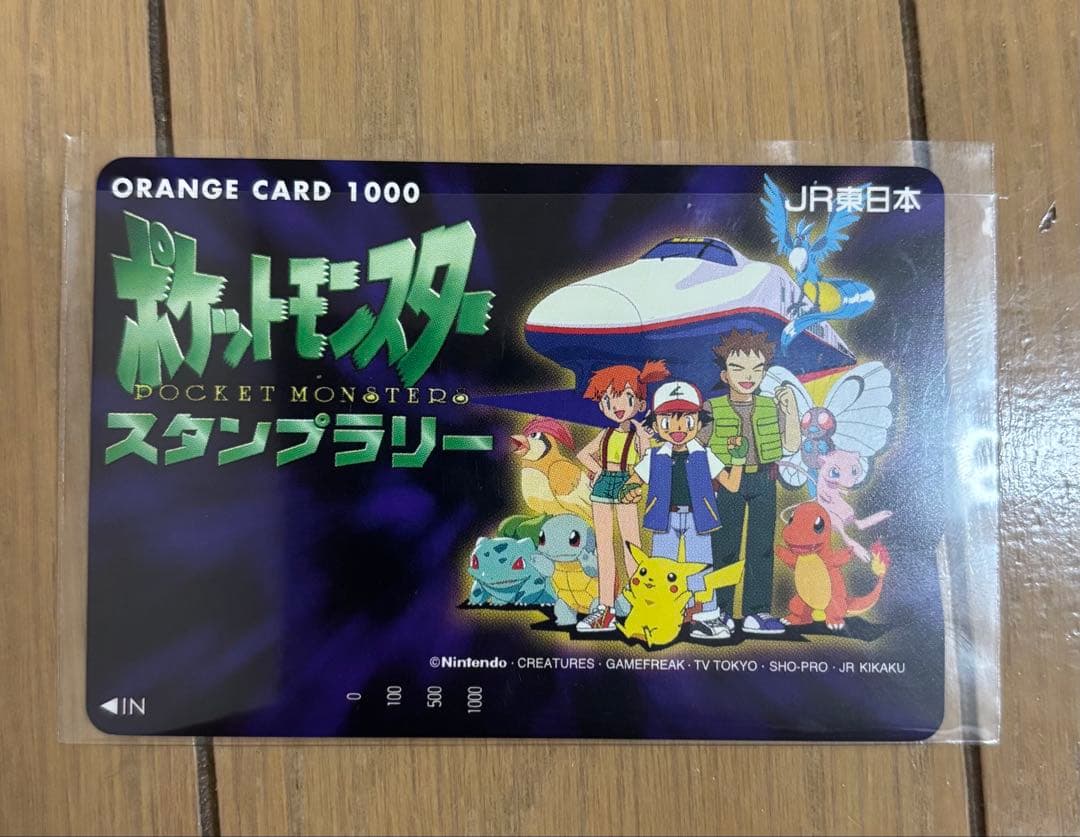 ORANGE CARD 1000
JR東日本
ポケットモンスター
POCKET MONSTERS
スタンプラリー
©Nintendo・CREATURES・GAMEFREAK・TV TOKYO・SHO-PRO・JR KIKAKU
◀IN
0 100 500 1000